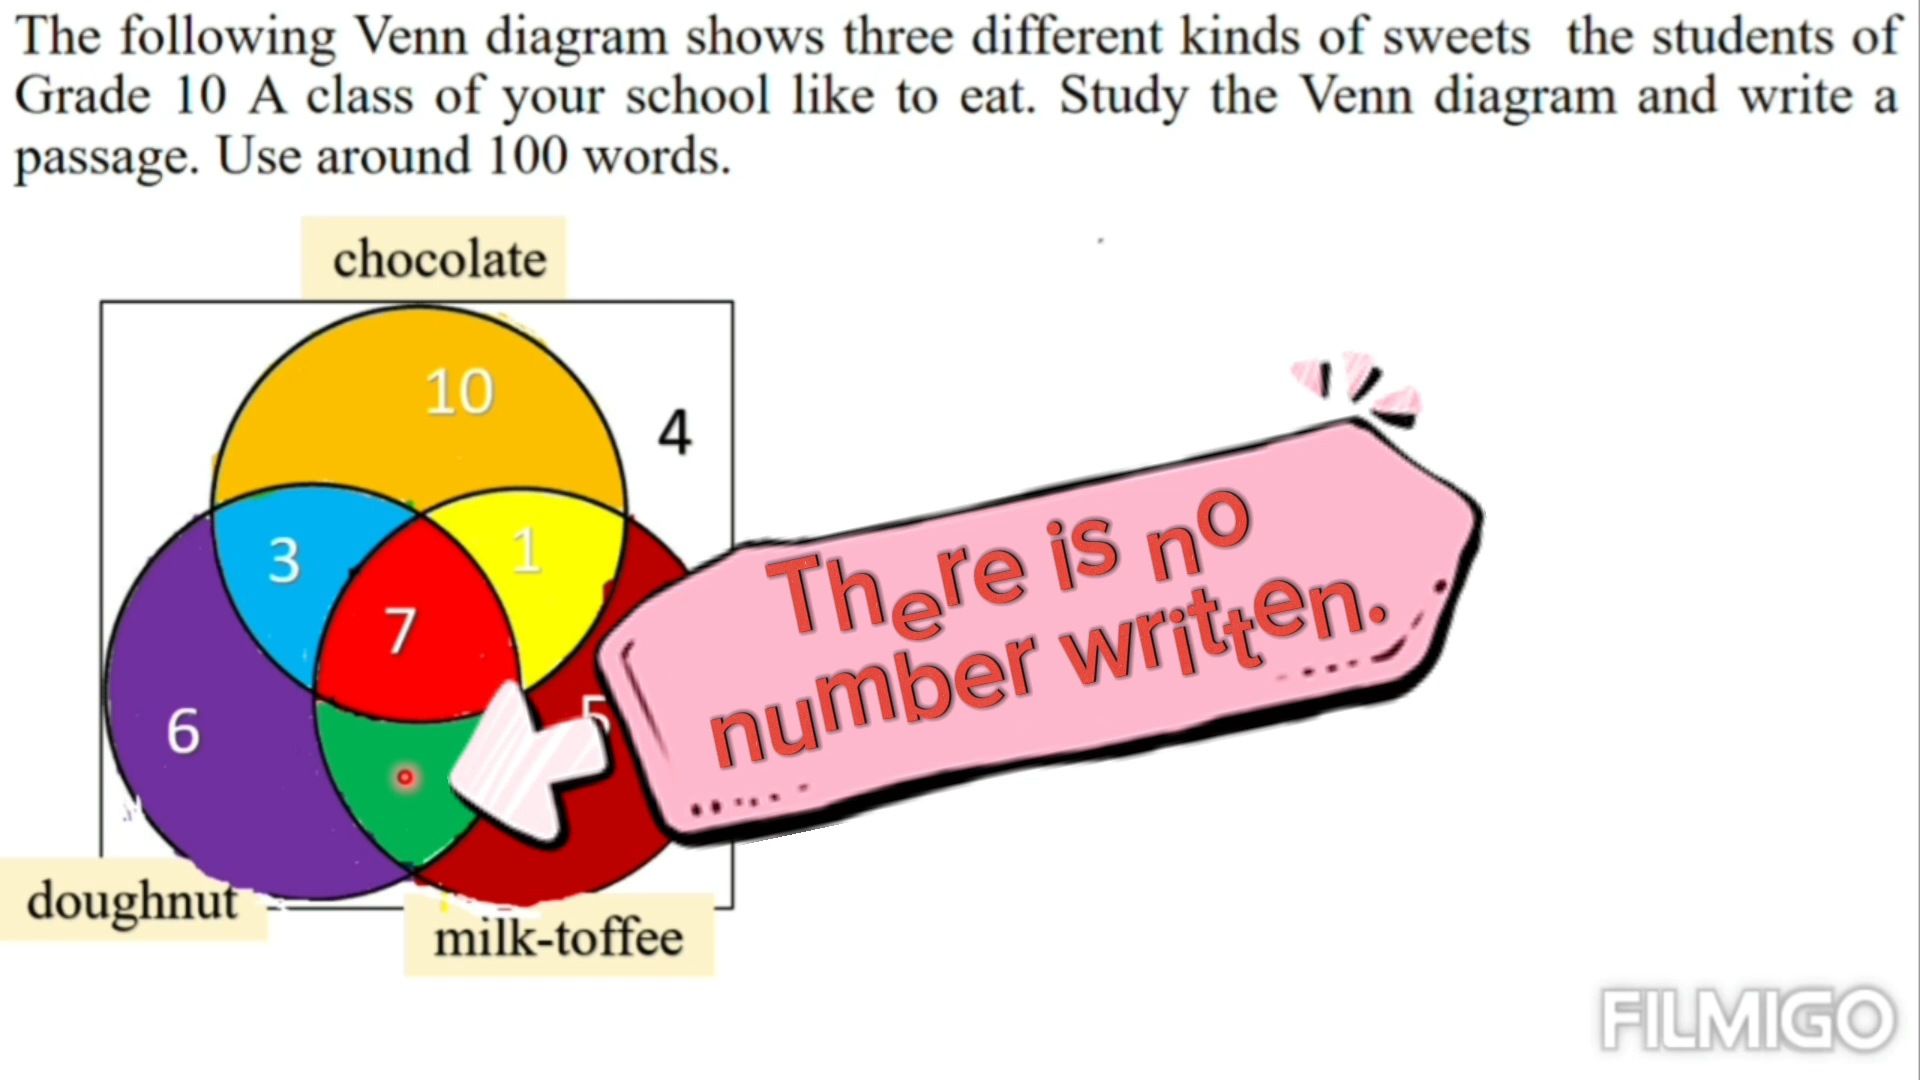 The following Venn diagram shows three different kinds of sweets the students of
Grade 10 A class of your school like to eat. Study the Venn diagram and write a
passage. Use around 100 words.
chocolate
10
4
3
1
7
6
5
There is no
number written.
doughnut
milk-toffee
FILMIGO